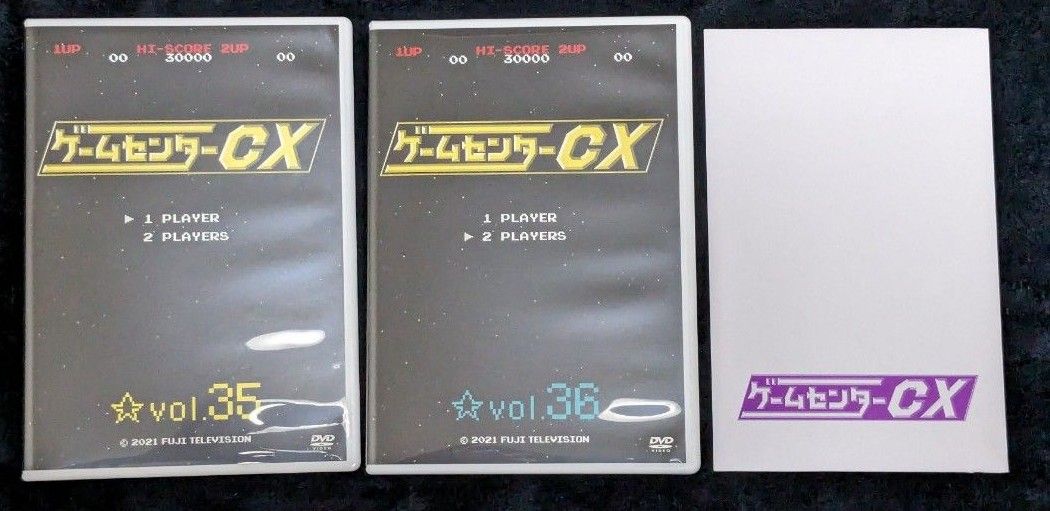 1UP HI-SCORE 2UP
00 30000 00
ゲームセンターCX
▶ 1 PLAYER
2 PLAYERS
☆vol.35
© 2021 FUJI TELEVISION
DVD
VIDEO
1UP HI-SCORE 2UP
00 30000 00
ゲームセンターCX
1 PLAYER
▶ 2 PLAYERS
☆vol.36
© 2021 FUJI TELEVISION
DVD
VIDEO
ゲームセンターCX